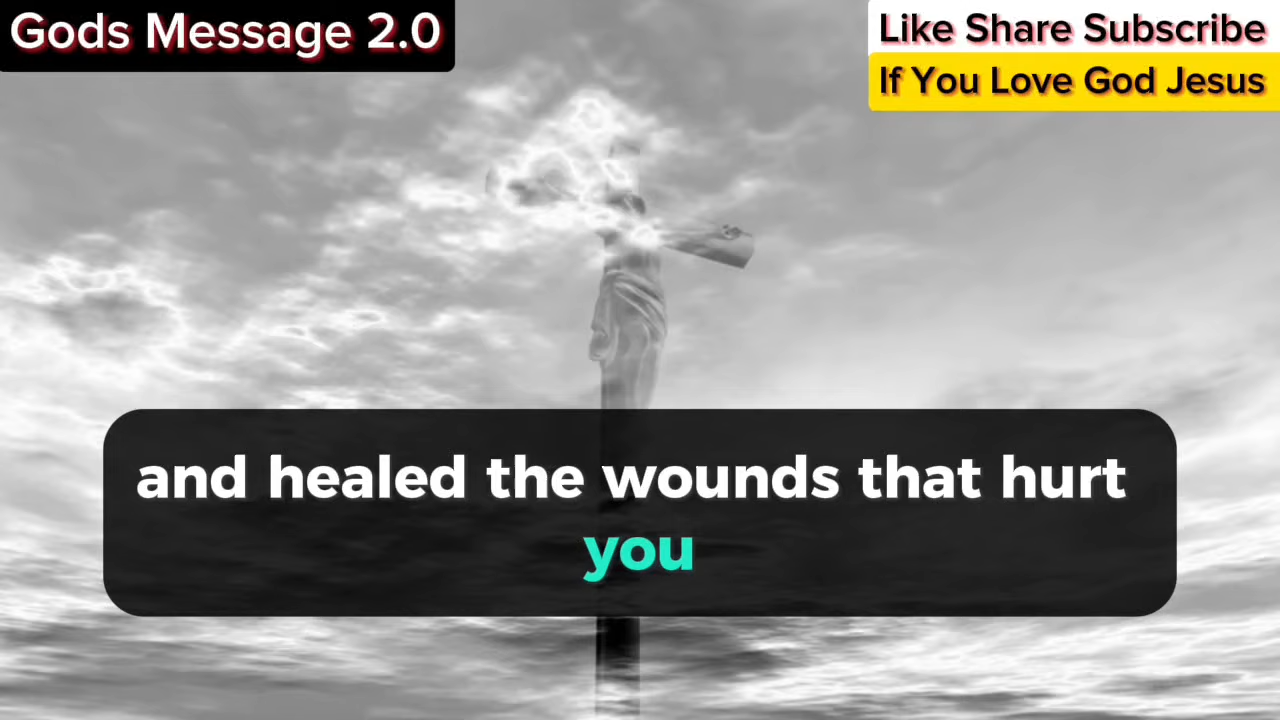 Gods Message 2.0
Like Share Subscribe
If You Love God Jesus
and healed the wounds that hurt
you